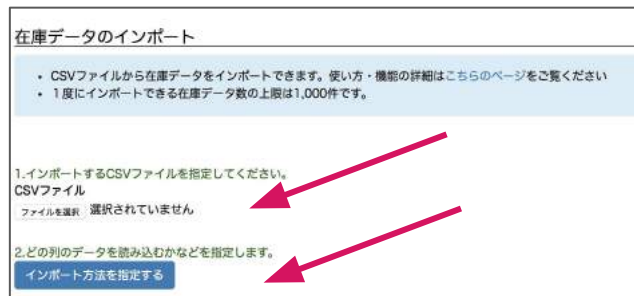 在庫データのインポート
・ CSVファイルから在庫データをインポートできます。使い方・機能の詳細はこちらのページをご覧ください
・ 1度にインポートできる在庫データ数の上限は1,000件です。
1.インポートするCSVファイルを指定してください。
CSVファイル
ファイルを選択 選択されていません
2.どの列のデータを読み込むかなどを指定します。
インポート方法を指定する